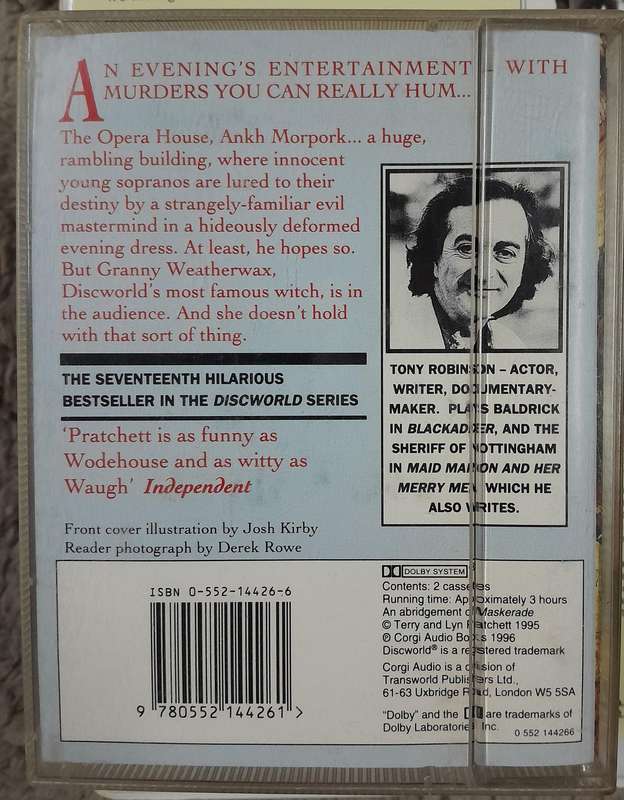 AN EVENING'S ENTERTAINMENT – WITH
MURDERS YOU CAN REALLY HUM...
The Opera House, Ankh Morpork... a huge,
rambling building, where innocent
young sopranos are lured to their
destiny by a strangely-familiar evil
mastermind in a hideously deformed
evening dress. At least, he hopes so.
But Granny Weatherwax,
Discworld's most famous witch, is in
the audience. And she doesn't hold
with that sort of thing.
THE SEVENTEENTH HILARIOUS
BESTSELLER IN THE DISCWORLD SERIES
'Pratchett is as funny as
Wodehouse and as witty as
Waugh' Independent
Front cover illustration by Josh Kirby
Reader photograph by Derek Rowe
TONY ROBINSON – ACTOR,
WRITER, DOCUMENTARY-
MAKER. PLAYS BALDRICK
IN BLACKADDER, AND THE
SHERIFF OF NOTTINGHAM
IN MAID MARION AND HER
MERRY MEN, WHICH HE
ALSO WRITES.
ISBN 0-552-14426-6
9 780552 144261 >
DOLBY SYSTEM
Contents: 2 cassettes
Running time: Approximately 3 hours
An abridgement of Maskerade
© Terry and Lyn Pratchett 1995
℗ Corgi Audio Books 1996
Discworld® is a registered trademark
Corgi Audio is a division of
Transworld Publishers Ltd.,
61-63 Uxbridge Road, London W5 5SA
"Dolby" and the are trademarks of
Dolby Laboratories Inc.
0 552 144266